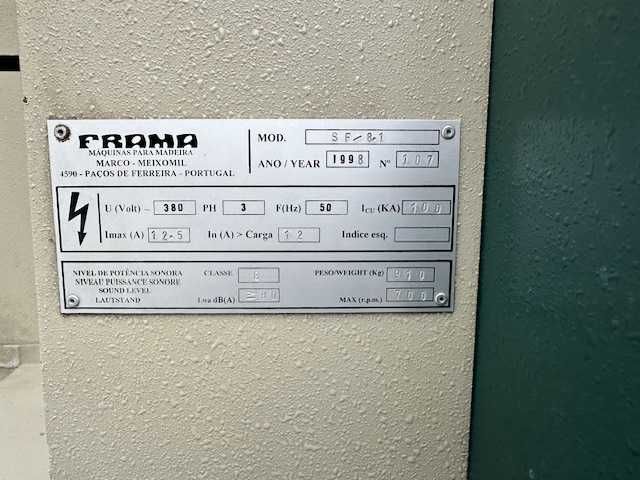 FRAMA
MÁQUINAS PARA MADEIRA
MARCO - MEIXOMIL
4590 - PAÇOS DE FERREIRA - PORTUGAL
MOD. SF-81
ANO / YEAR 1998 Nº 107
U (Volt) ~ 380 PH 3 F(Hz) 50 ICU (KA) 100
Imax (A) 12-5 In (A) > Carga 12 Indice esq.
NIVEL DE POTÊNCIA SONORA
NIVEAU PUISSANCE SONORE
SOUND LEVEL
LAUTSTAND
CLASSE
Lwa dB(A) >80
PESO/WEIGHT (Kg) 910
MAX (r.p.m.) 700